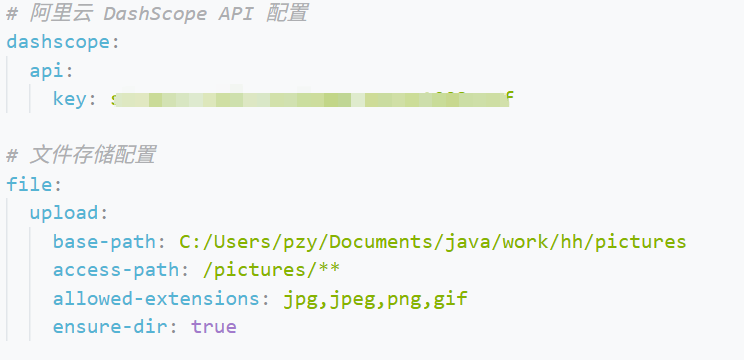 # 阿里云 DashScope API 配置
dashscope:
api:
key:
# 文件存储配置
file:
upload:
base-path: C:/Users/pzy/Documents/java/work/hh/pictures
access-path: /pictures/**
allowed-extensions: jpg,jpeg,png,gif
ensure-dir: true